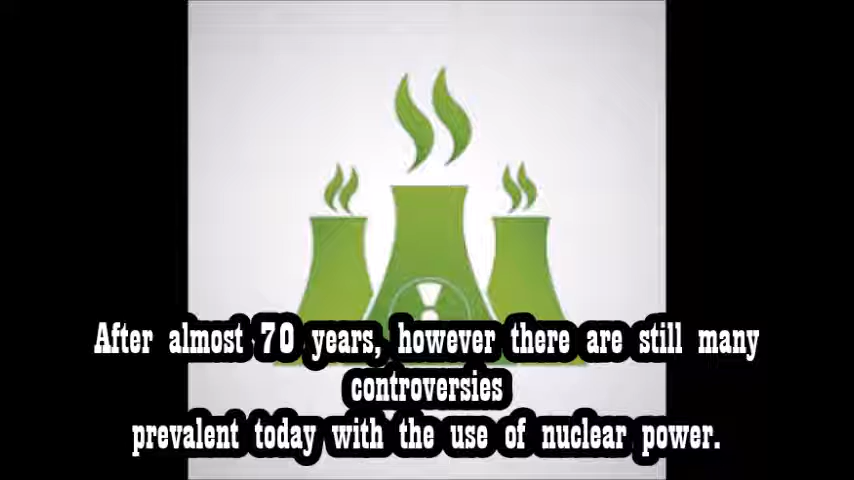 After almost 70 years, however there are still many
controversies
prevalent today with the use of nuclear power.